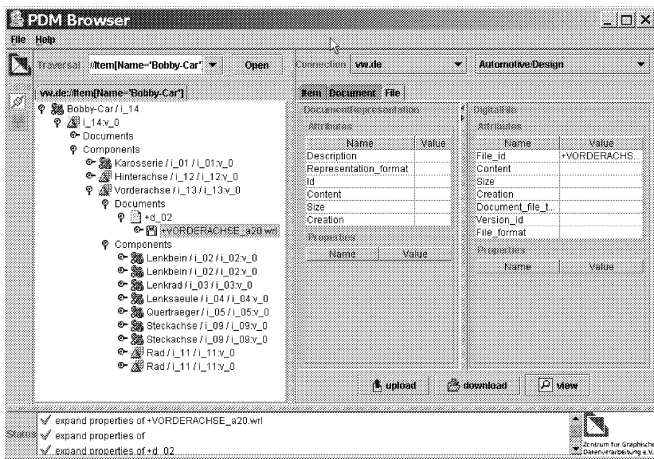 PDM Browser
File Help
Traversal //Item[Name='Bobby-Car' Open Connection vw.de Automotive/Design
vw.de://Item[Name='Bobby-Car']
Bobby-Car / i_14
i_14:v_0
Documents
Components
Karosserie / i_01 / i_01:v_0
Hinterachse / i_12 / i_12:v_0
Vorderachse / i_13 / i_13:v_0
Documents
+d_02
+VORDERACHSE_a20.wrl
Components
Lenkbein / i_02 / i_02:v_0
Lenkbein / i_02 / i_02:v_0
Lenkrad / i_03 / i_03:v_0
Lenksaeule / i_04 / i_04:v_0
Quertraeger / i_05 / i_05:v_0
Steckachse / i_09 / i_09:v_0
Steckachse / i_09 / i_09:v_0
Rad / i_11 / i_11:v_0
Rad / i_11 / i_11:v_0
Item Document File
DocumentRepresentation
Attributes
Name Value
Description
Representation_format
Id
Content
Size
Creation
Properties
Name Value
DigitalFile
Attributes
Name Value
File_id +VORDERACHS...
Content
Size
Creation
Document_file_t...
Version_id
File_format
Properties
Name Value
upload download view
Status
expand properties of +VORDERACHSE_a20.wrl
expand properties of
expand properties of +d_02
Zentrum für Graphische
Datenverarbeitung e.V.